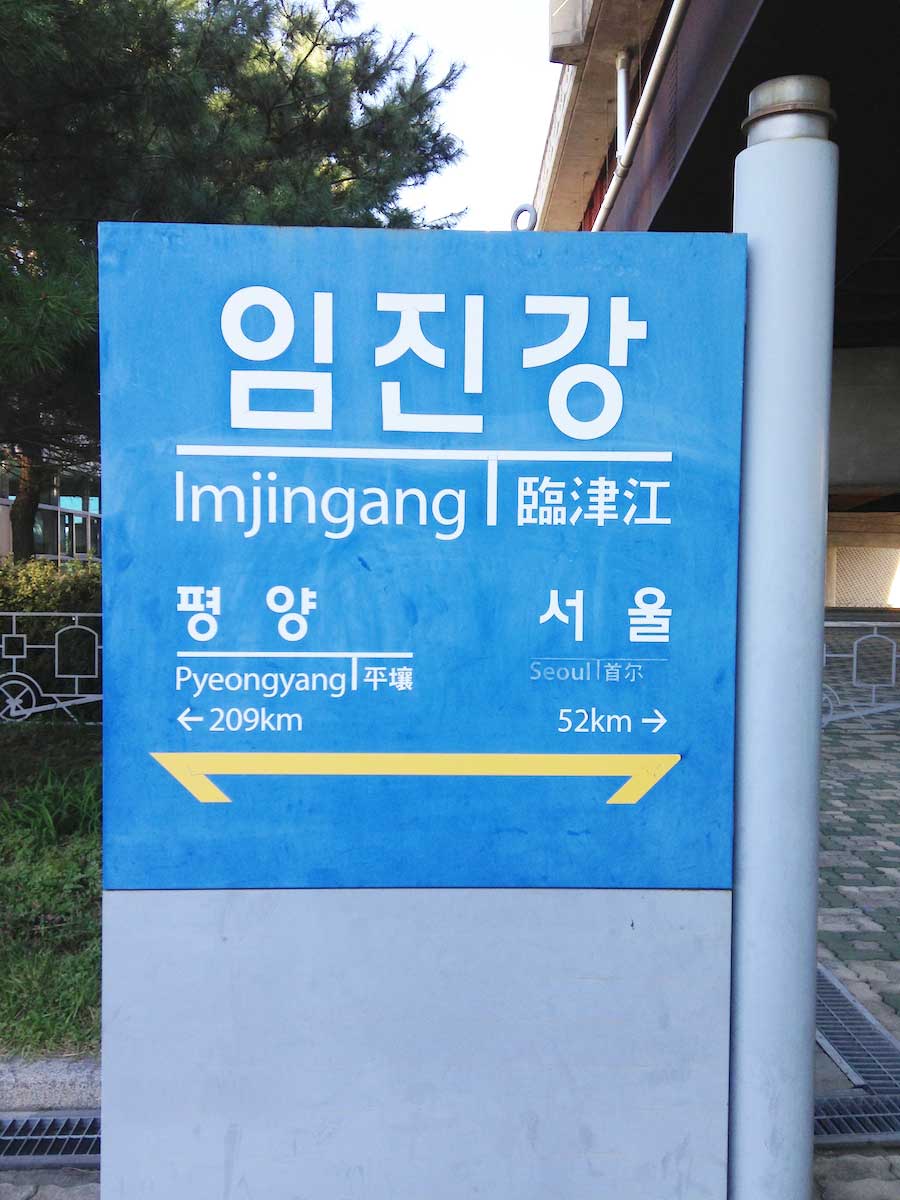 임진강
Imjingang 臨津江
평양 서울
Pyeongyang 平壤 Seoul 首尔
← 209km 52km →